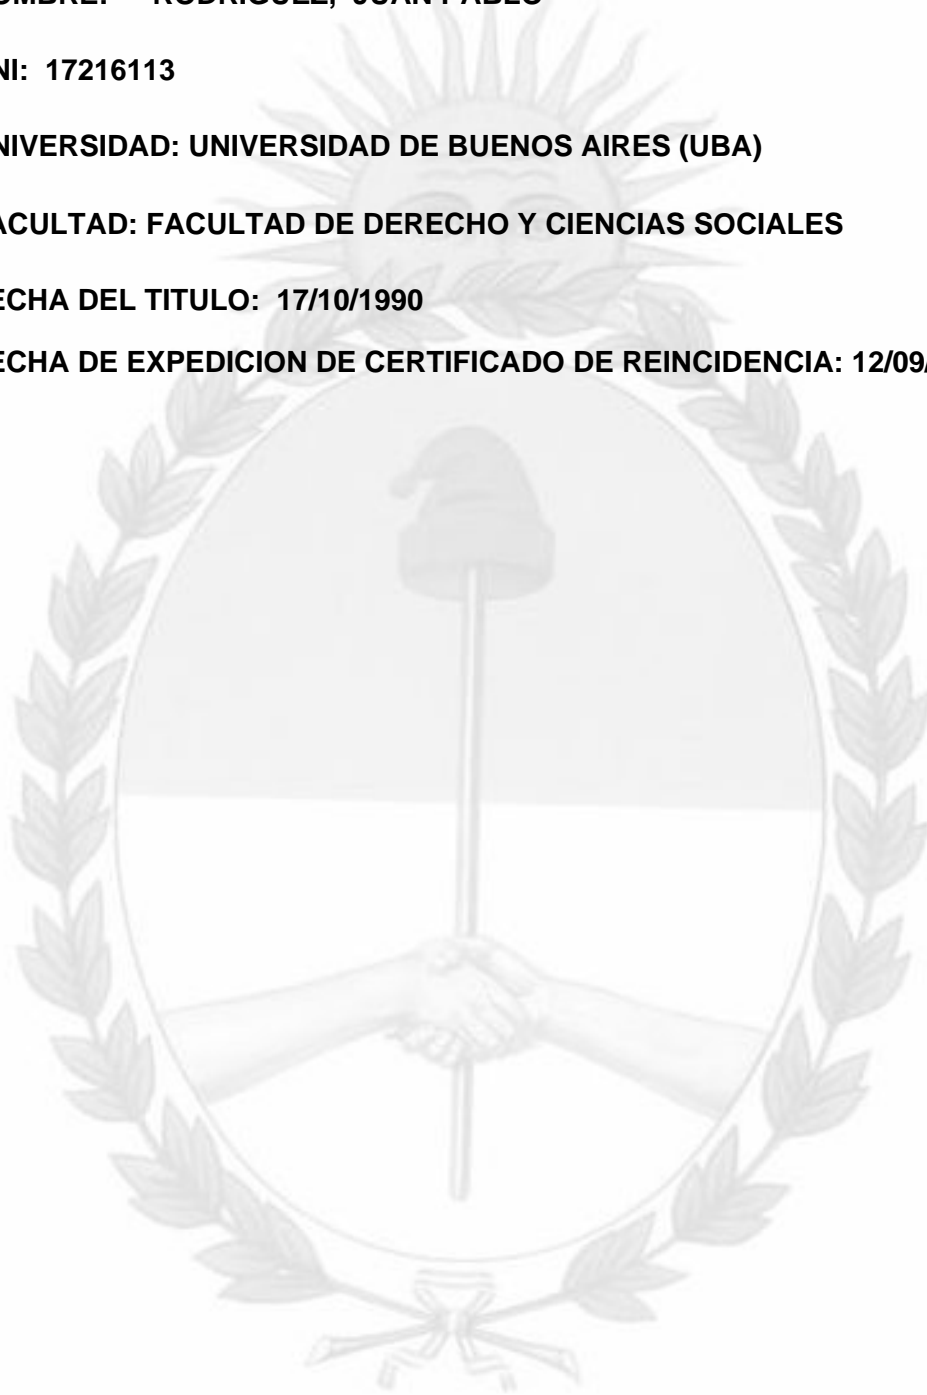 OMBRE: RODRIGUEZ, JUAN PABLO
NI: 17216113
NIVERSIDAD: UNIVERSIDAD DE BUENOS AIRES (UBA)
ACULTAD: FACULTAD DE DERECHO Y CIENCIAS SOCIALES
ECHA DEL TITULO: 17/10/1990
ECHA DE EXPEDICION DE CERTIFICADO DE REINCIDENCIA: 12/09/